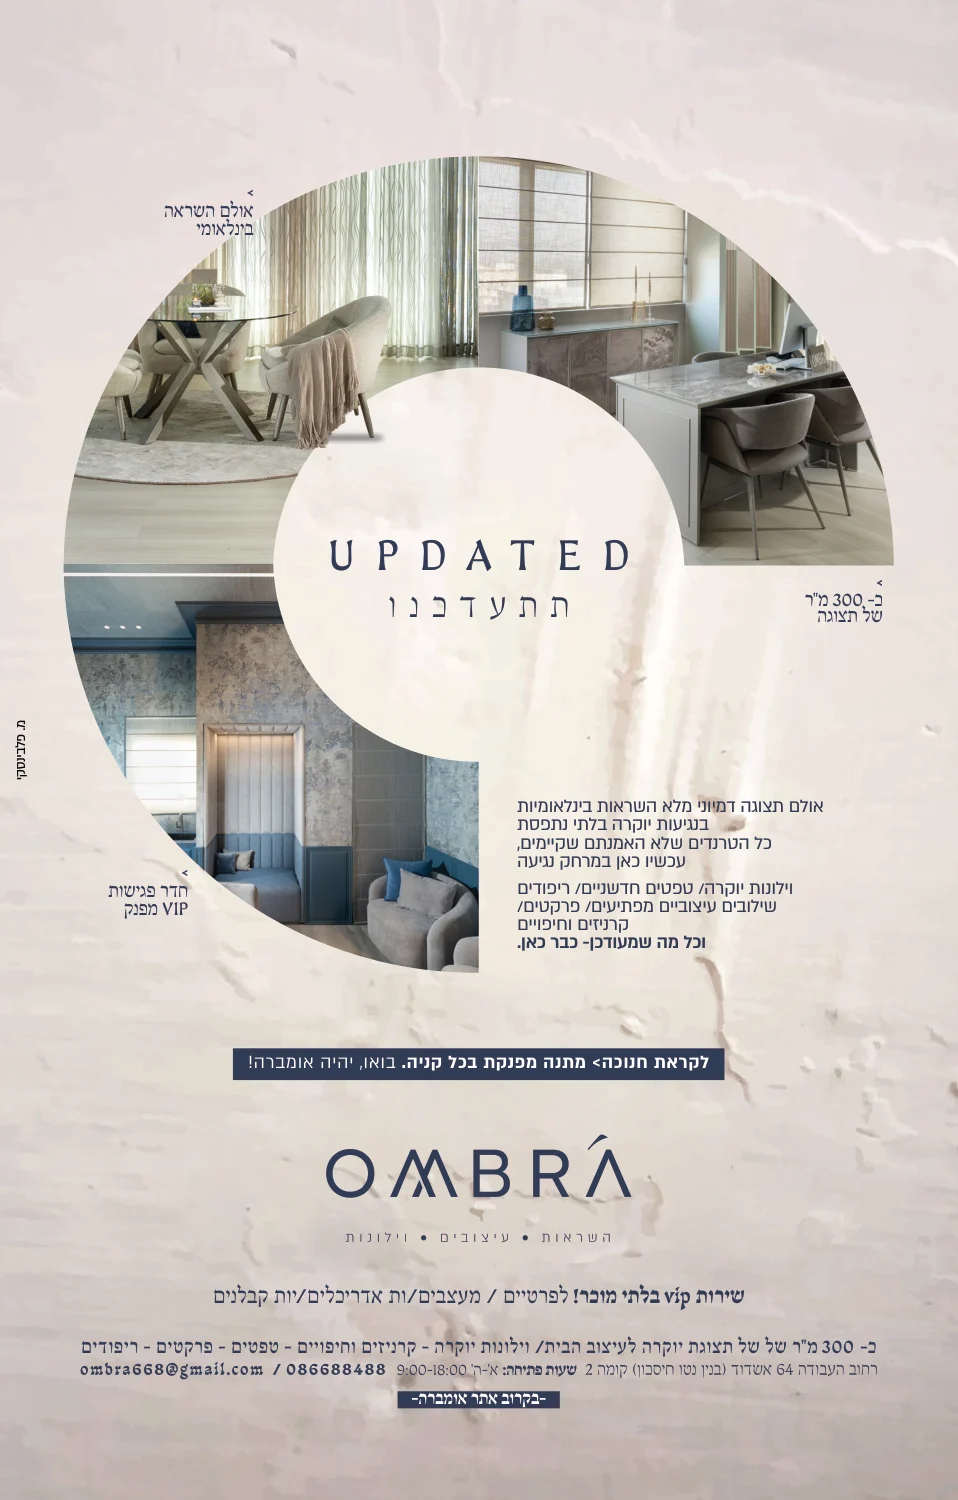 >
אולם השראה
בינלאומי
UPDATED
תתעדכנו
>
כ- 300 מ"ר
של תצוגה
מ. פלבינסקי
אולם תצוגה דמיוני מלא השראות בינלאומיות
בנגיעות יוקרה בלתי נתפסת
כל הטרנדים שלא האמנתם שקיימים,
עכשיו כאן במרחק נגיעה
וילונות יוקרה/ טפטים חדשניים/ ריפודים
שילובים עיצוביים מפתיעים/ פרקטים/
קרניזים וחיפויים
וכל מה שמעודכן- כבר כאן.
>
חדר פגישות
VIP מפנק
לקראת חנוכה> מתנה מפנקת בכל קניה. בואו, יהיה אומברה!
OMBRÁ
השראות • עיצובים • וילונות
שירות vip בלתי מוכר! לפרטיים / מעצבים/ות אדריכלים/יות קבלנים
כ- 300 מ"ר של של תצוגת יוקרה לעיצוב הבית/ וילונות יוקרה - קרניזים וחיפויים - טפטים - פרקטים - ריפודים
רחוב העבודה 64 אשדוד (בנין נטו חיסכון) קומה 2 שעות פתיחה: א'-ה' 9:00-18:00 086688488 / ombra668@gmail.com
-בקרוב אתר אומברה-